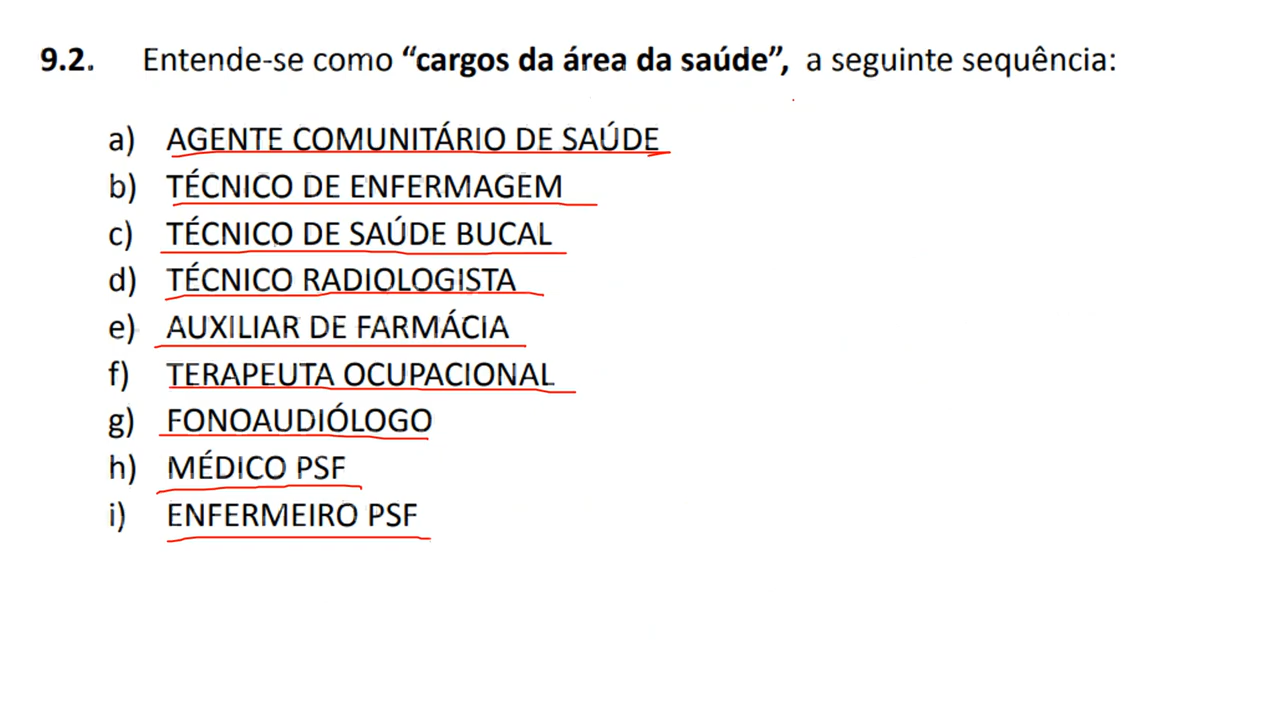 9.2. Entende-se como “cargos da área da saúde”, a seguinte sequência:
a) AGENTE COMUNITÁRIO DE SAÚDE
b) TÉCNICO DE ENFERMAGEM
c) TÉCNICO DE SAÚDE BUCAL
d) TÉCNICO RADIOLOGISTA
e) AUXILIAR DE FARMÁCIA
f) TERAPEUTA OCUPACIONAL
g) FONOAUDIÓLOGO
h) MÉDICO PSF
i) ENFERMEIRO PSF